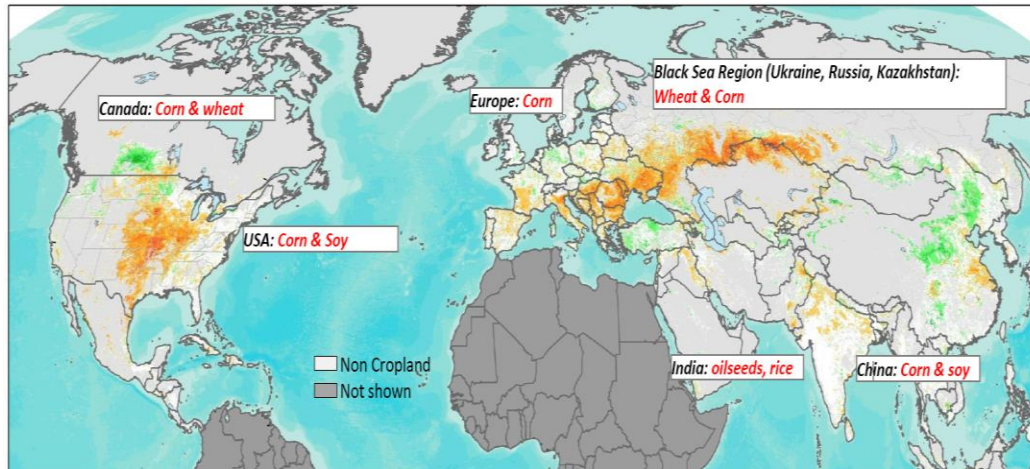 Black Sea Region (Ukraine, Russia, Kazakhstan):
Wheat & Corn
Canada: Corn & wheat
Europe: Corn
USA: Corn & Soy
Non Cropland
Not shown
India: oilseeds, rice
China: Corn & soy